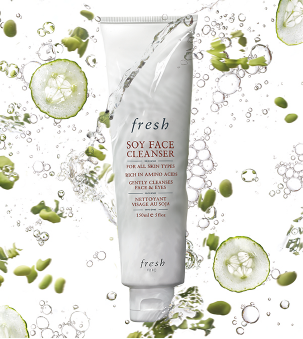 fresh
SOY FACE
CLEANSER
FOR ALL SKIN TYPES
RICH IN AMINO ACIDS
GENTLY CLEANSES
FACE & EYES
NETTOYANT
VISAGE AU SOJA
150ml e 5fl oz
fresh